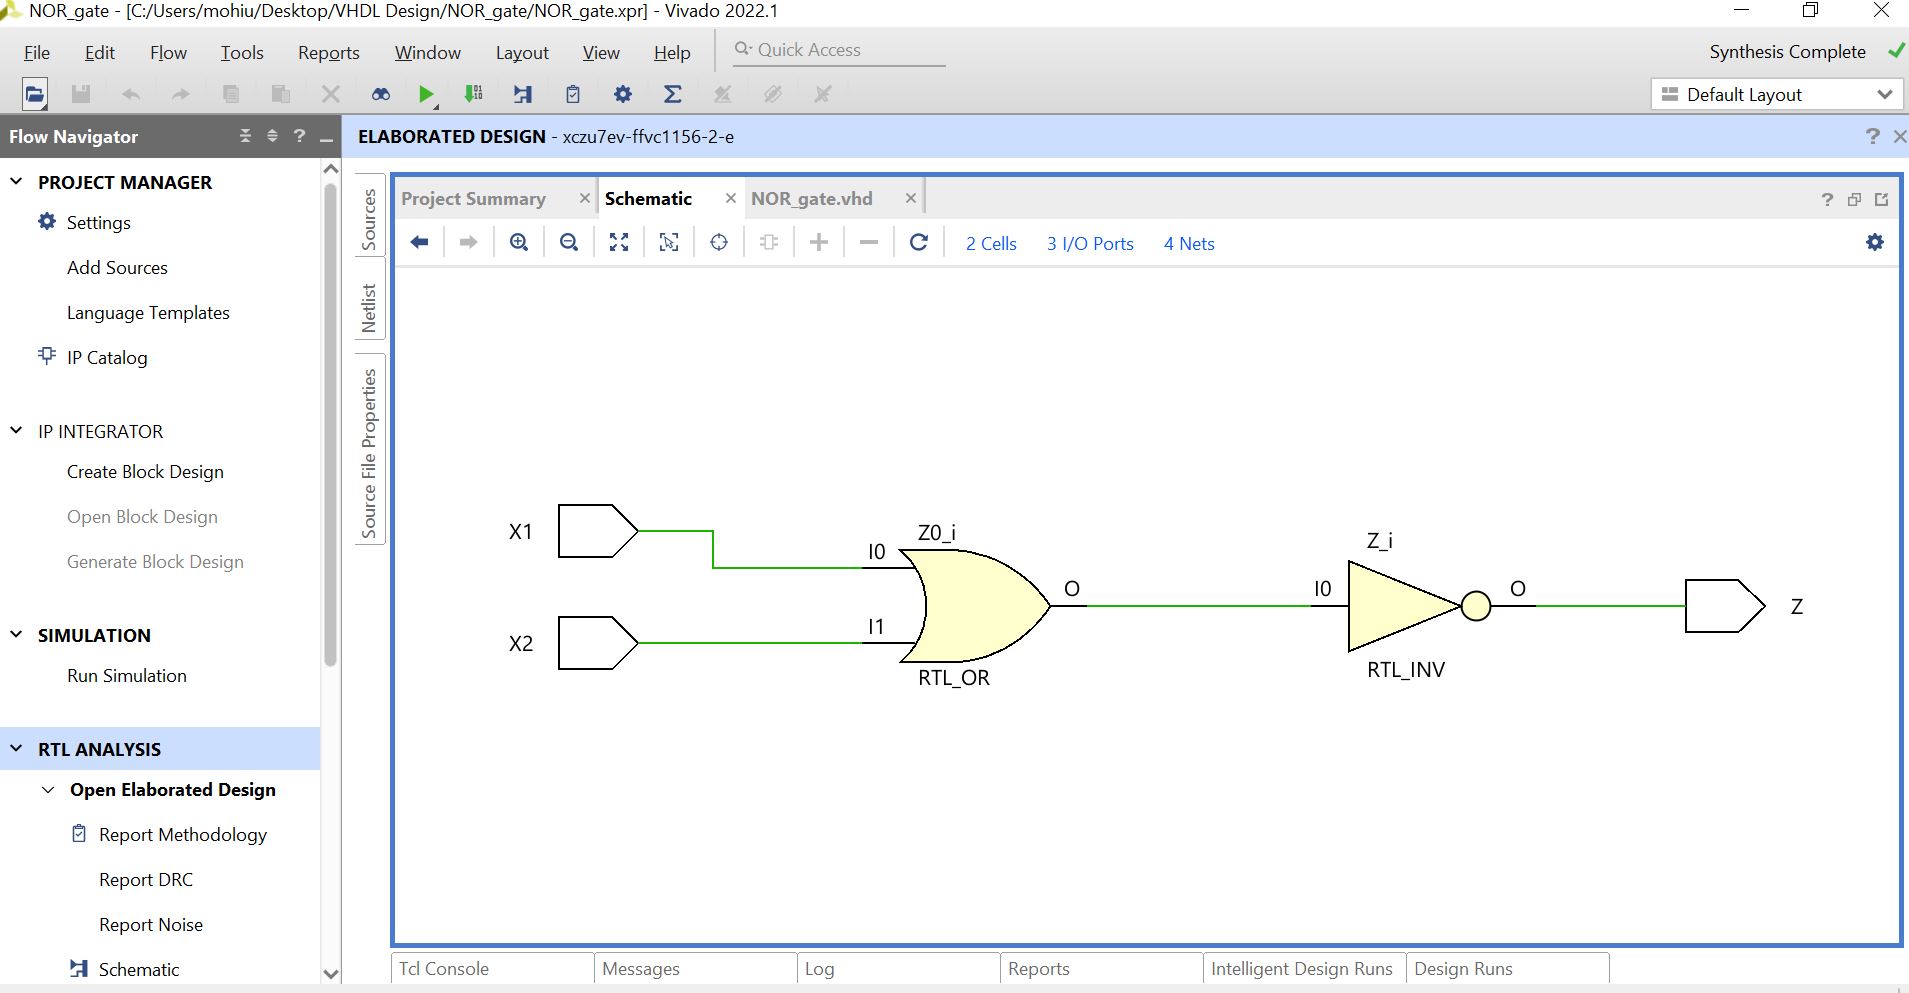 NOR_gate - [C:/Users/mohiu/Desktop/VHDL Design/NOR_gate/NOR_gate.xpr] - Vivado 2022.1
File Edit Flow Tools Reports Window Layout View Help Quick Access Synthesis Complete
Default Layout
Flow Navigator
ELABORATED DESIGN - xczu7ev-ffvc1156-2-e
PROJECT MANAGER
Settings
Add Sources
Language Templates
IP Catalog
IP INTEGRATOR
Create Block Design
Open Block Design
Generate Block Design
SIMULATION
Run Simulation
RTL ANALYSIS
Open Elaborated Design
Report Methodology
Report DRC
Report Noise
Schematic
Sources
Netlist
Source File Properties
Project Summary Schematic NOR_gate.vhd
2 Cells 3 I/O Ports 4 Nets
X1
X2
Z0_i
I0
I1
O
RTL_OR
Z_i
I0
O
RTL_INV
Z
Tcl Console Messages Log Reports Intelligent Design Runs Design Runs